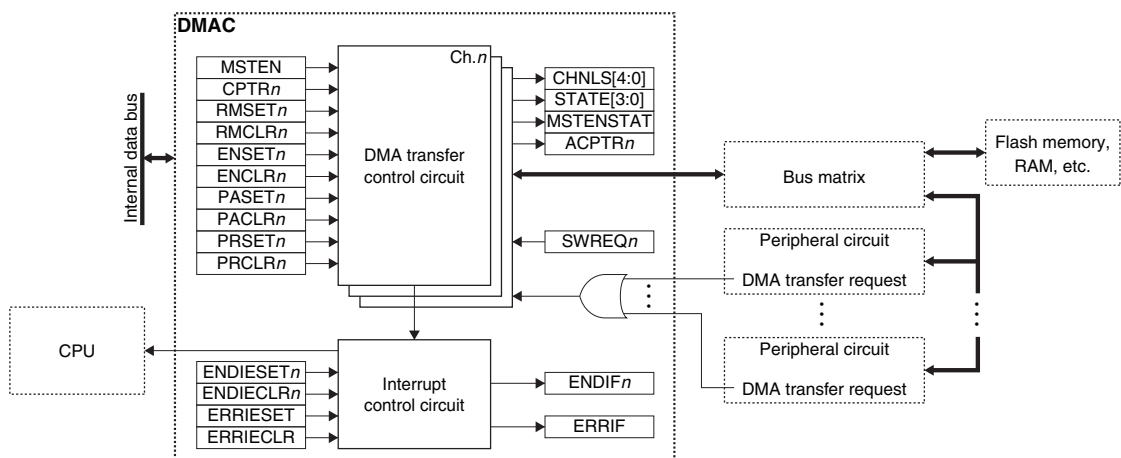 DMAC
Internal data bus
MSTEN
CPTRn
RMSETn
RMCLRn
ENSETn
ENCLRn
PASETn
PACLRn
PRSETn
PRCLRn
Ch.n
DMA transfer
control circuit
CHNLS[4:0]
STATE[3:0]
MSTENSTAT
ACPTRn
SWREQn
Bus matrix
Flash memory,
RAM, etc.
Peripheral circuit
DMA transfer request
Peripheral circuit
DMA transfer request
CPU
ENDIESETn
ENDIECLRn
ERRIESET
ERRIECLR
Interrupt
control circuit
ENDIFn
ERRIF